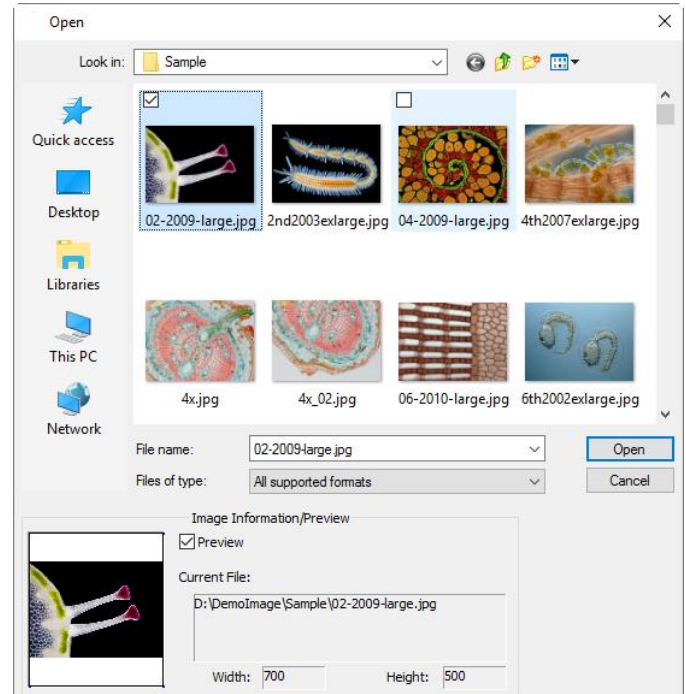 Open
Look in: Sample
Quick access
Desktop
Libraries
This PC
Network
02-2009-large.jpg 2nd2003exlarge.jpg 04-2009-large.jpg 4th2007exlarge.jpg
4x.jpg 4x_02.jpg 06-2010-large.jpg 6th2002exlarge.jpg
File name: 02-2009-large.jpg Open
Files of type: All supported formats Cancel
Image Information/Preview
Preview
Current File:
D:\DemoImage\Sample\02-2009-large.jpg
Width: 700 Height: 500